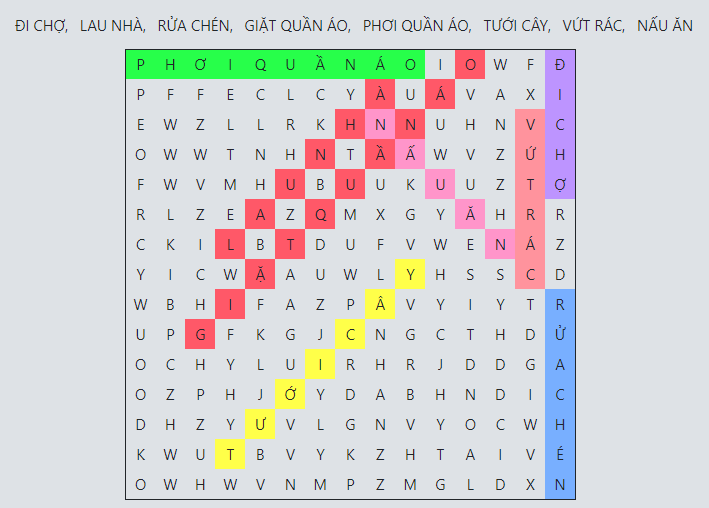 ĐI CHỢ, LAU NHÀ, RỬA CHÉN, GIẶT QUẦN ÁO, PHƠI QUẦN ÁO, TƯỚI CÂY, VỨT RÁC, NẤU ĂN
P H Ơ I Q U Ầ N Á O I O W F Đ
P F F E C L C Y À U Á V A X I
E W Z L L R K H N N U H N V C
O W W T N H N T Ầ Ấ W V Z Ứ H
F W V M H U B U U K U U Z T Ợ
R L Z E A Z Q M X G Y Ă H R R
C K I L B T D U F V W E N Á Z
Y I C W Ặ A U W L Y H S S C D
W B H I F A Z P Â V Y I Y T R
U P G F K G J C N G C T H D Ử
O C H Y L U I R H R J D D G A
O Z P H J Ớ Y D A B H N D I C
D H Z Y Ư V L G N V Y O C W H
K W U T B V Y K Z H T A I V É
O W H W V N M P Z M G L D X N